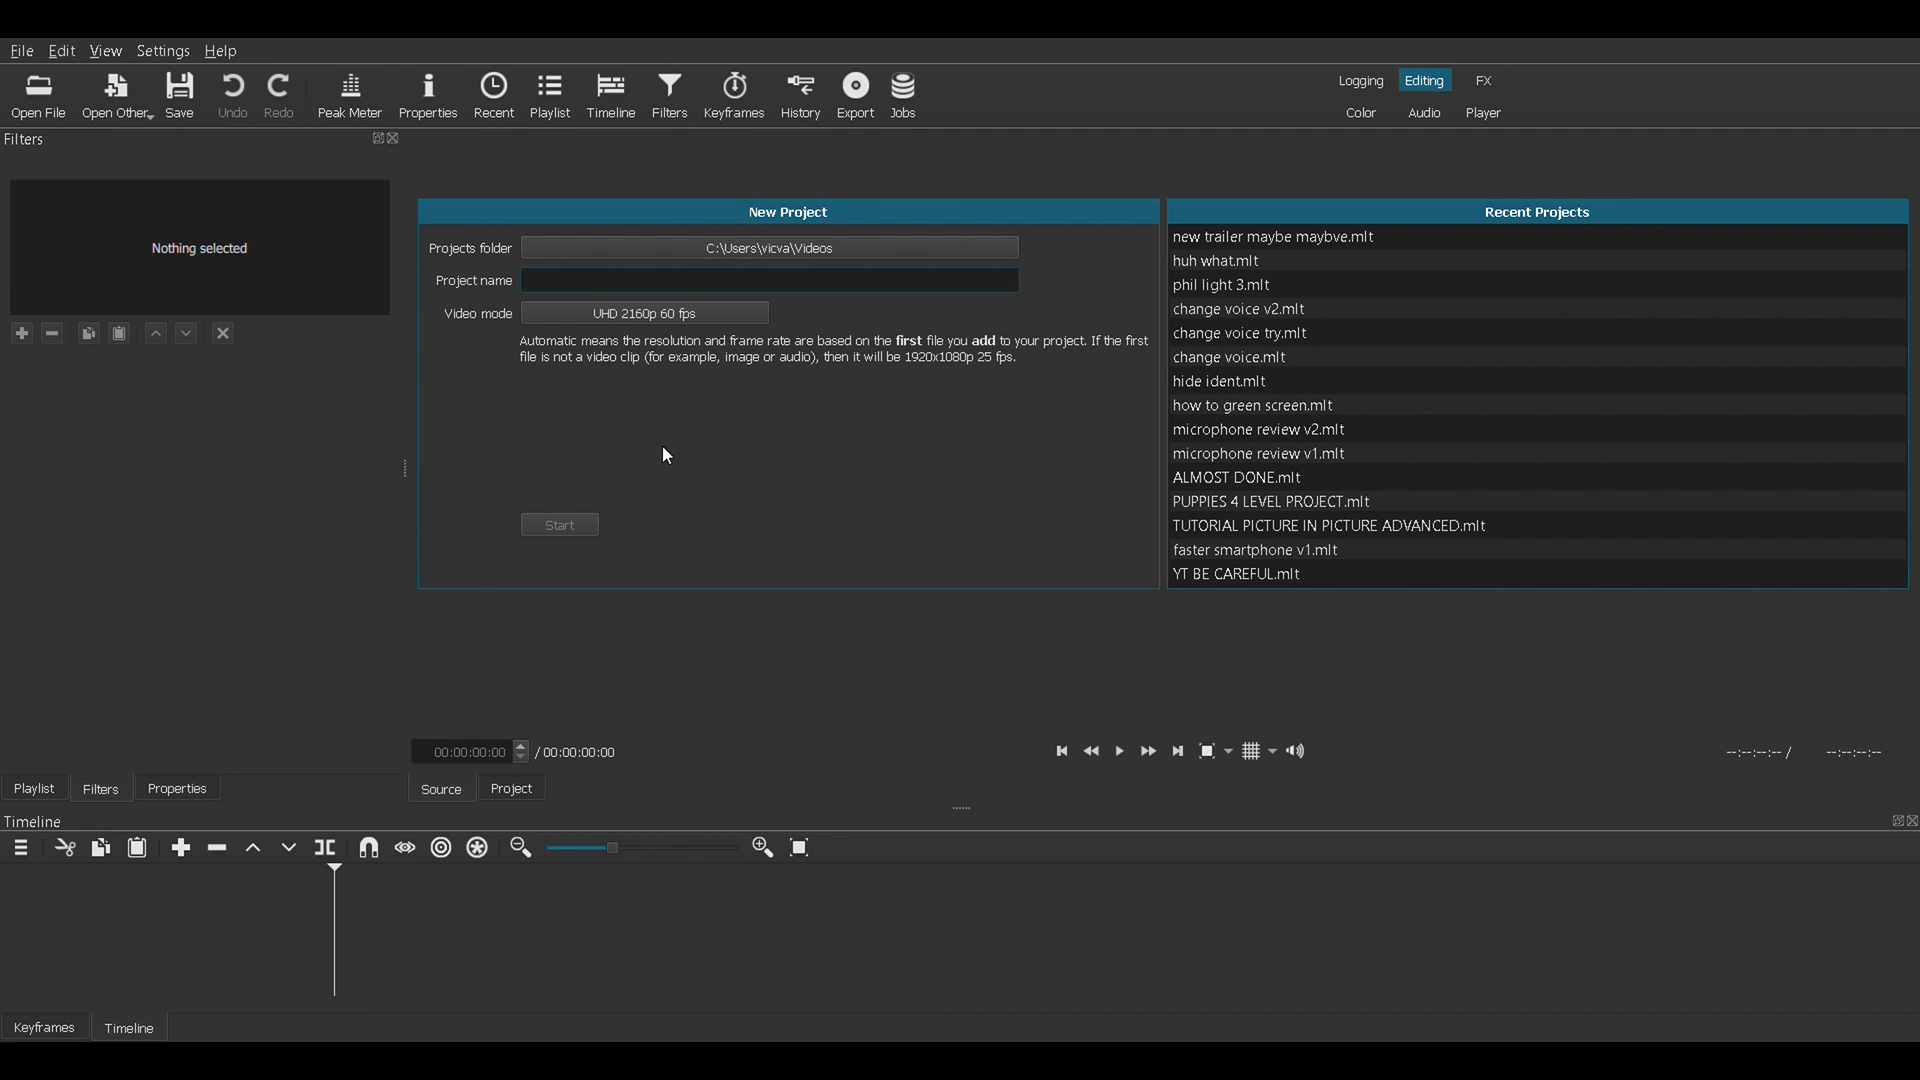 File Edit View Settings Help
Open File Open Other Save Undo Redo Peak Meter Properties Recent Playlist Timeline Filters Keyframes History Export Jobs
Logging Editing FX
Color Audio Player
Filters
Nothing selected
New Project
Projects folder C:\Users\vicva\Videos
Project name
Video mode UHD 2160p 60 fps
Automatic means the resolution and frame rate are based on the first file you add to your project. If the first
file is not a video clip (for example, image or audio), then it will be 1920x1080p 25 fps.
Start
Recent Projects
new trailer maybe maybve.mlt
huh what.mlt
phil light 3.mlt
change voice v2.mlt
change voice try.mlt
change voice.mlt
hide ident.mlt
how to green screen.mlt
microphone review v2.mlt
microphone review v1.mlt
ALMOST DONE.mlt
PUPPIES 4 LEVEL PROJECT.mlt
TUTORIAL PICTURE IN PICTURE ADVANCED.mlt
faster smartphone v1.mlt
YT BE CAREFUL.mlt
00:00:00:00 / 00:00:00:00
--:--:--:-- / --:--:--:--
Playlist Filters Properties
Source Project
Timeline
Keyframes Timeline